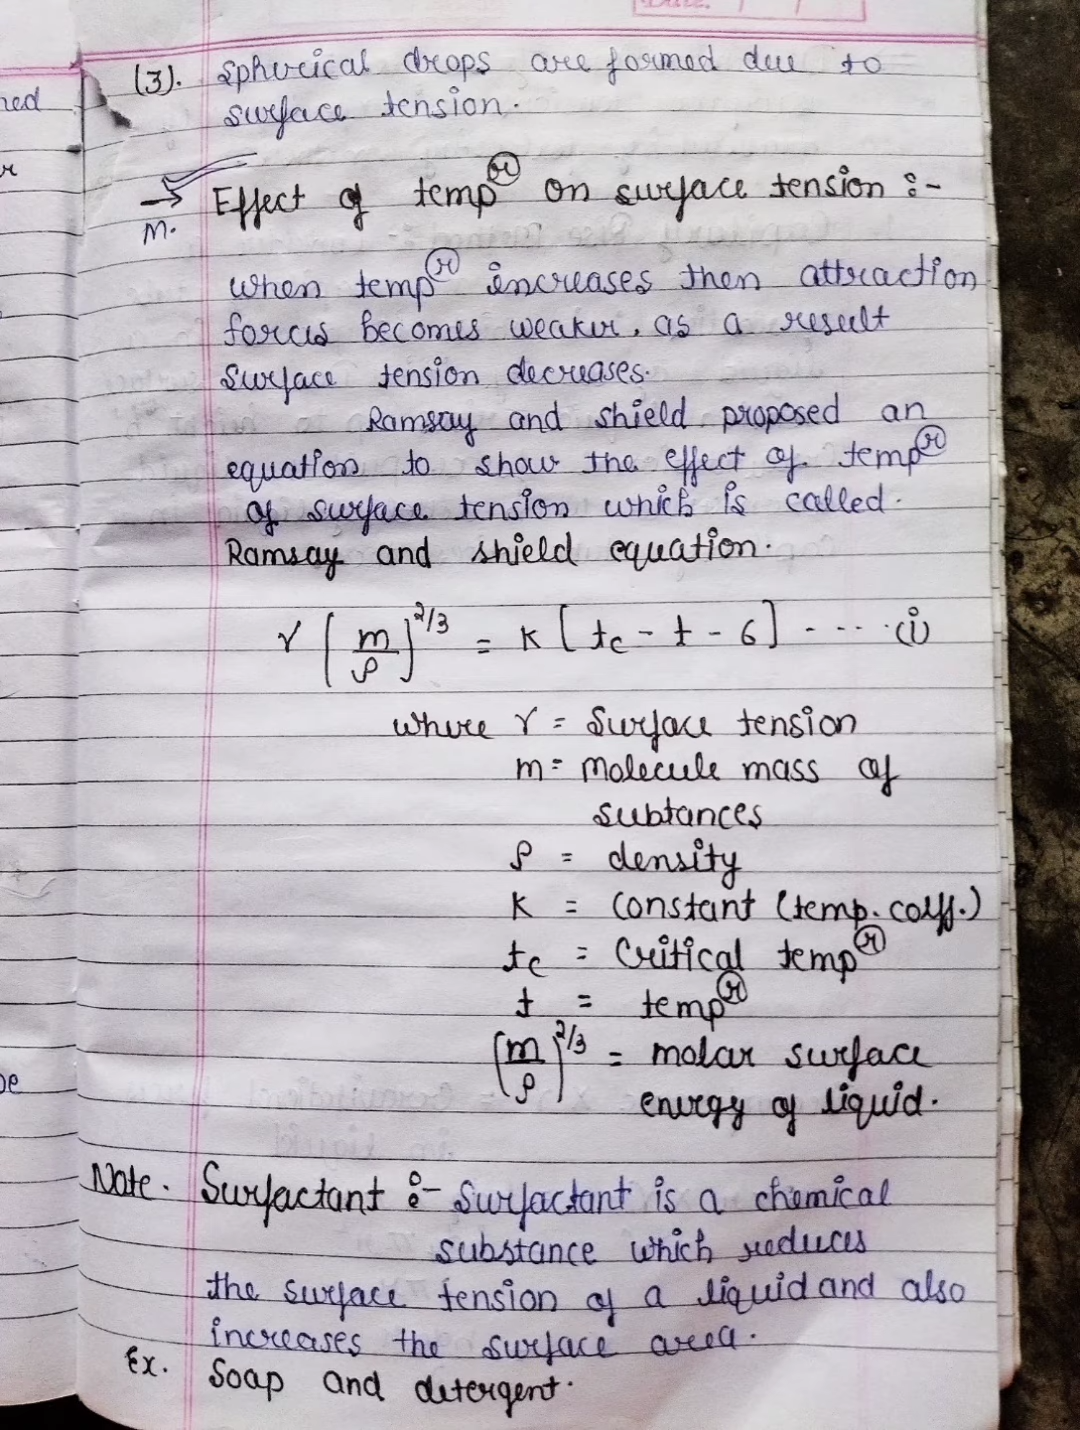 Date. / /
(3). Spherical drops are formed due to
surface tension.
→ Effect of temp(r) on surface tension :-
M.
When temp(r) increases then attraction
forces becomes weaker, as a result
Surface tension decreases.
Ramsay and shield proposed an
equation to show the effect of temp(r)
of surface tension which is called.
Ramsay and shield equation.
γ [m/ρ]^2/3 = K [tc - t - 6] - - - - (i)
where γ = Surface tension
m = Molecule mass of
subtances
ρ = density
K = Constant (temp. coff.)
tc = Critical temp(r)
t = temp(r)
[m/ρ]^2/3 = molar surface
energy of liquid.
Note. Surfactant :- Surfactant is a chemical
substance which reduces
the surface tension of a liquid and also
increases the surface area.
Ex. Soap and detergent.